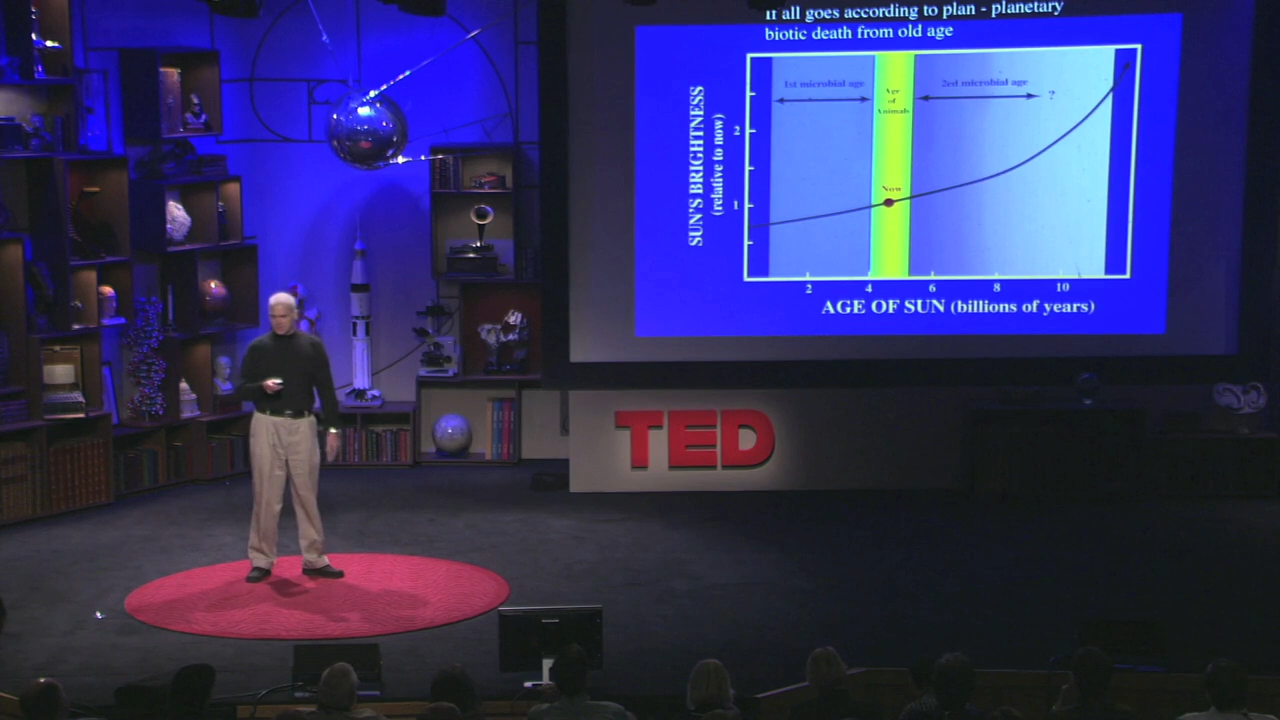 If all goes according to plan - planetary
biotic death from old age
1st microbial age
Age
of
Animals
2ed microbial age
?
SUN'S BRIGHTNESS
(relative to now)
2
1
Now
2 4 6 8 10
AGE OF SUN (billions of years)
TED